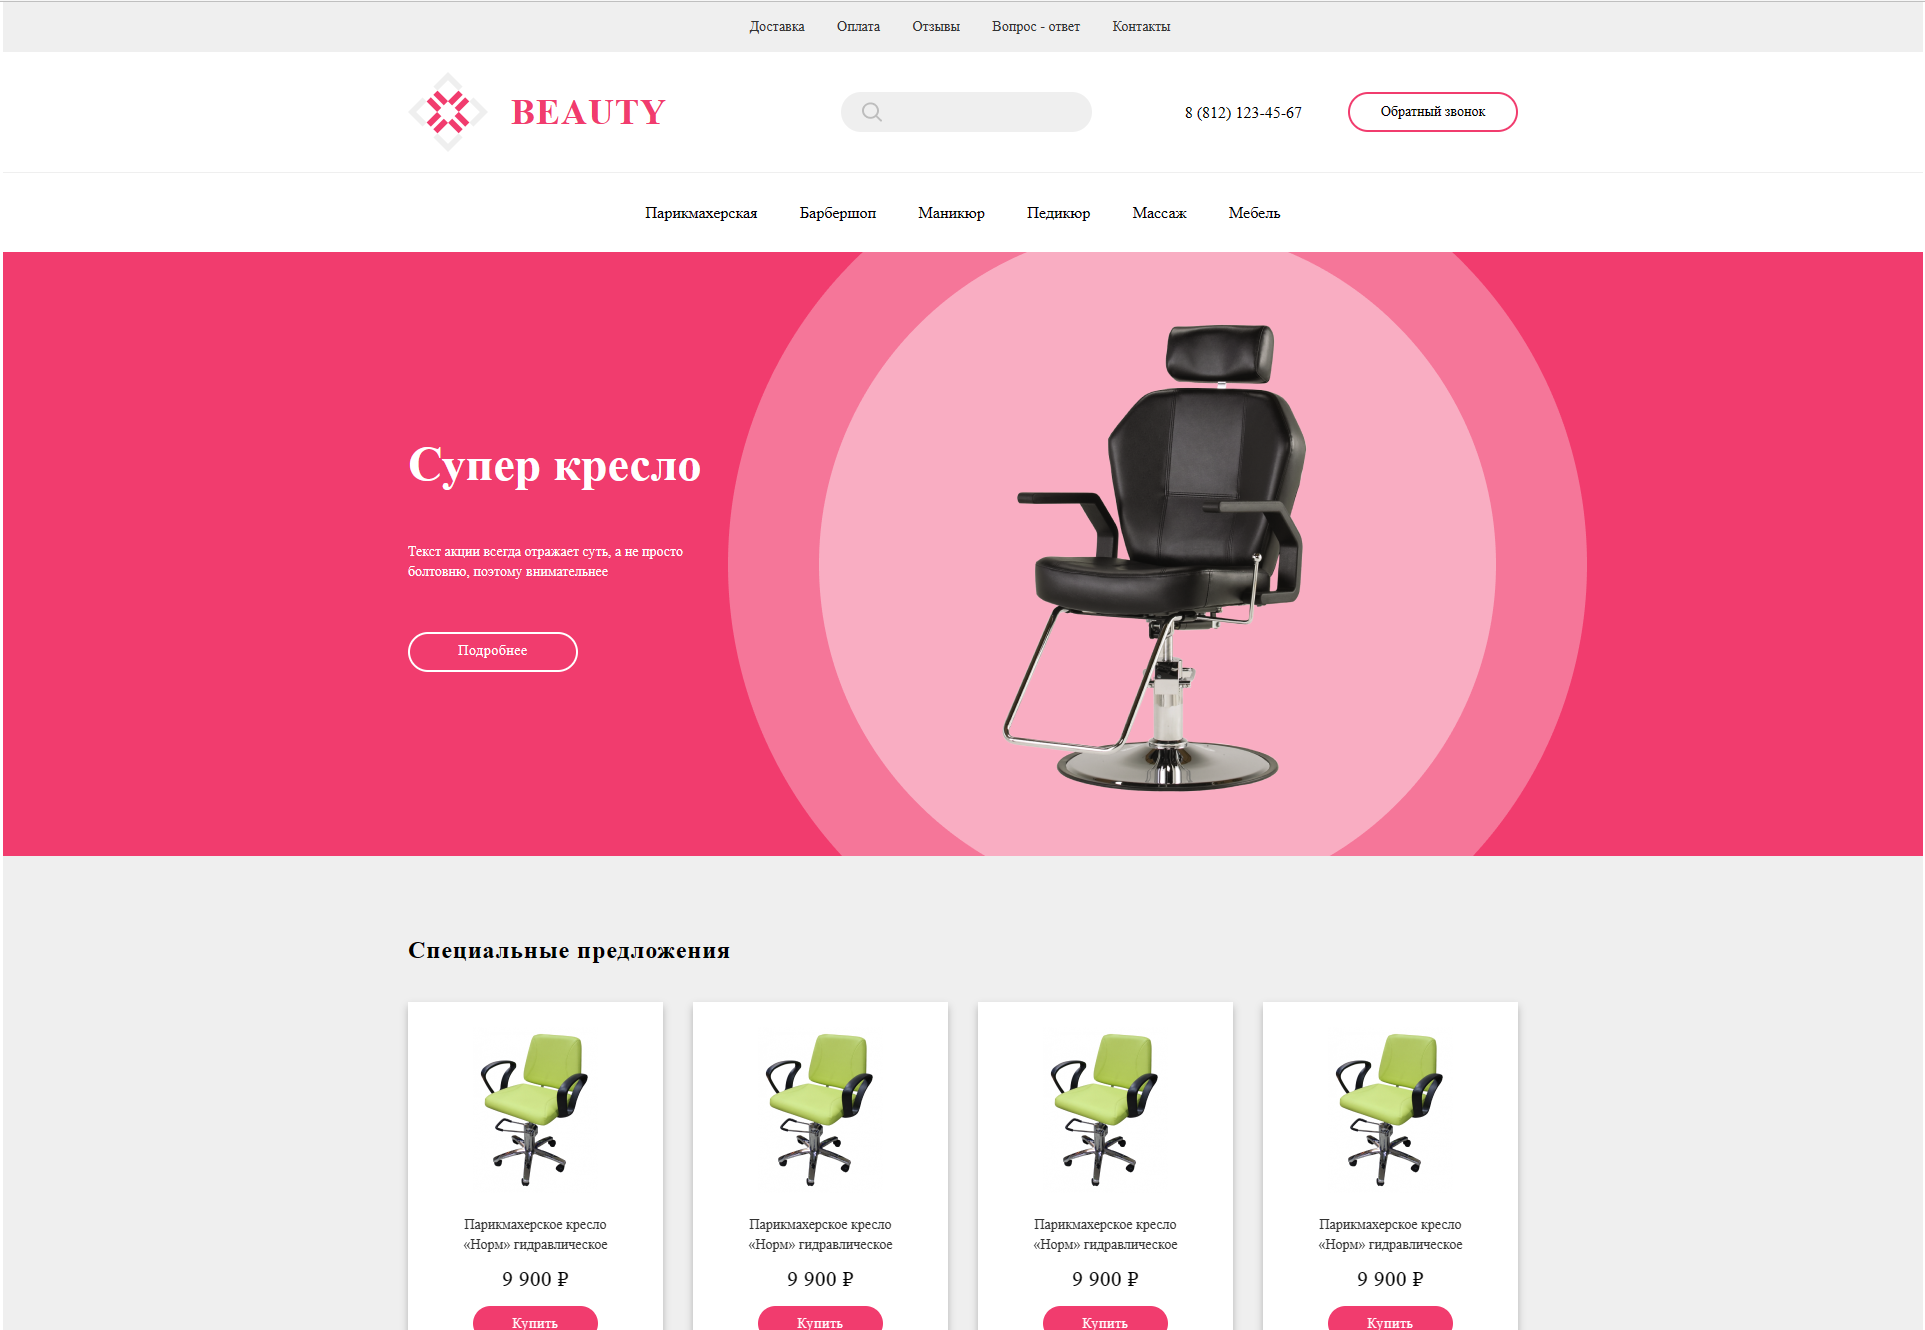 Доставка Оплата Отзывы Вопрос - ответ Контакты
BEAUTY
8 (812) 123-45-67
Обратный звонок
Парикмахерская Барбершоп Маникюр Педикюр Массаж Мебель
Супер кресло
Текст акции всегда отражает суть, а не просто
болтовню, поэтому внимательнее
Подробнее
Специальные предложения
Парикмахерское кресло
«Норм» гидравлическое
9 900 ₽
Купить
Парикмахерское кресло
«Норм» гидравлическое
9 900 ₽
Купить
Парикмахерское кресло
«Норм» гидравлическое
9 900 ₽
Купить
Парикмахерское кресло
«Норм» гидравлическое
9 900 ₽
Купить